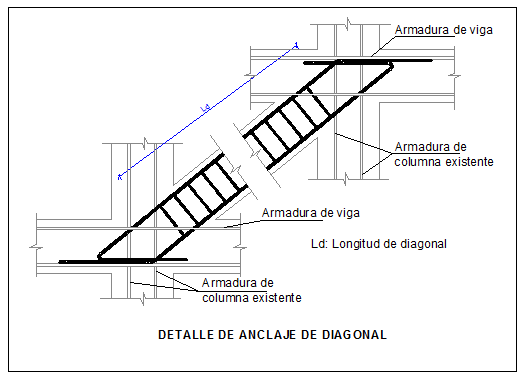 Armadura de viga
Ld
Armadura de
columna existente
Armadura de viga
Ld: Longitud de diagonal
Armadura de
columna existente
DETALLE DE ANCLAJE DE DIAGONAL